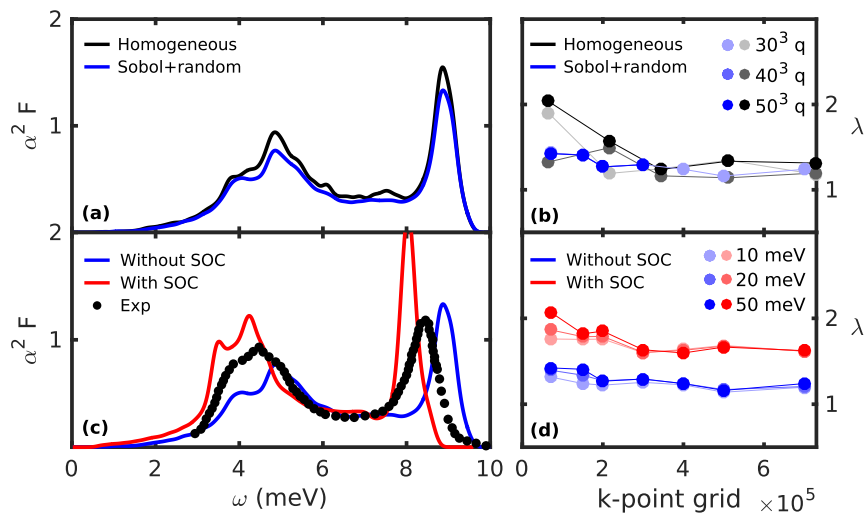 2
1
α² F
Homogeneous
Sobol+random
(a)
Homogeneous
Sobol+random
30³ q
40³ q
50³ q
2
1
λ
(b)
2
1
α² F
Without SOC
With SOC
Exp
(c)
0
2
4
6
8
10
ω (meV)
Without SOC
With SOC
10 meV
20 meV
50 meV
2
1
λ
(d)
0
2
4
6
k-point grid ×10⁵